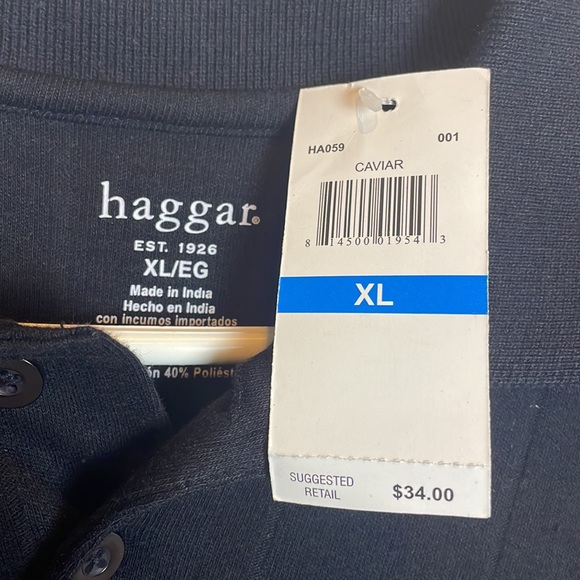 haggar®
EST. 1926
XL/EG
Made in India
Hecho en India
con incumos importados
40%
HA059 001
CAVIAR
8 14500 01954 3
XL
SUGGESTED
RETAIL $34.00